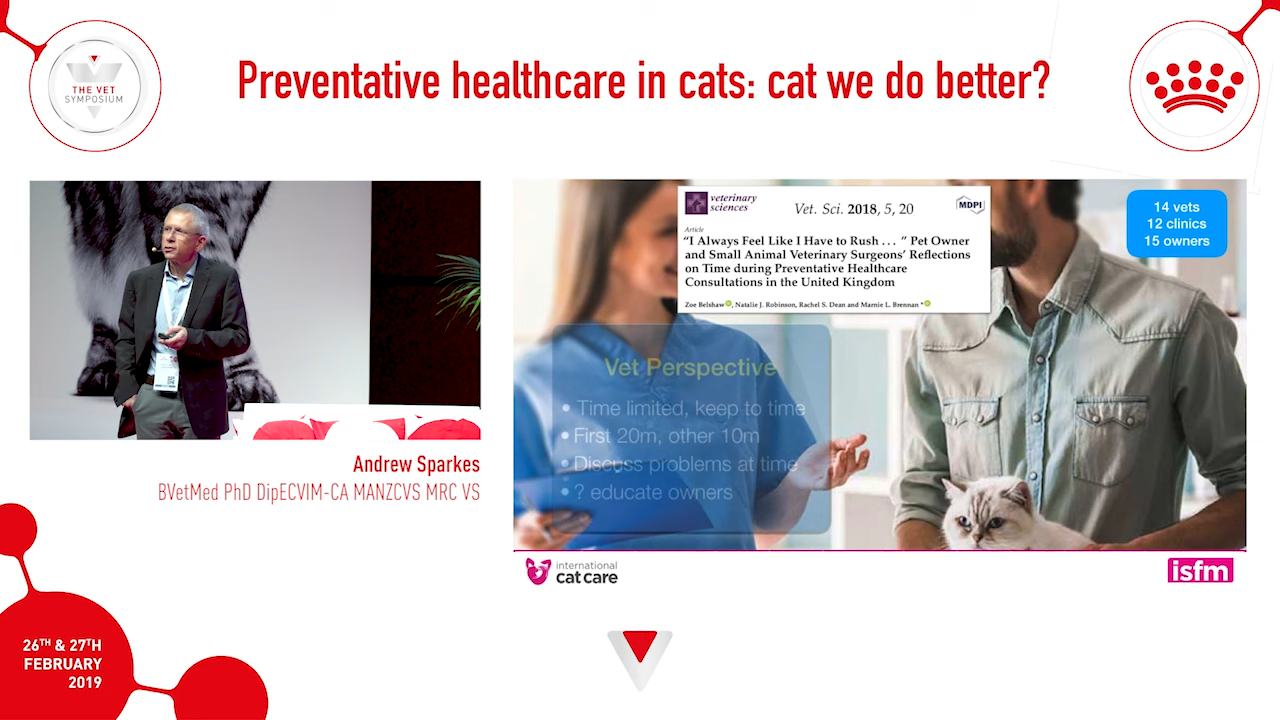 THE VET
SYMPOSIUM
Preventative healthcare in cats: cat we do better?
Andrew Sparkes
BVetMed PhD DipECVIM-CA MANZCVS MRC VS
veterinary
sciences
Vet. Sci. 2018, 5, 20
MDPI
Article
“I Always Feel Like I Have to Rush . . . ” Pet Owner
and Small Animal Veterinary Surgeons’ Reflections
on Time during Preventative Healthcare
Consultations in the United Kingdom
Zoe Belshaw, Natalie J. Robinson, Rachel S. Dean and Marnie L. Brennan *
14 vets
12 clinics
15 owners
Vet Perspective
• Time limited, keep to time
• First 20m, other 10m
• Discuss problems at time
• ? educate owners
international
cat care
isfm
26TH & 27TH
FEBRUARY
2019